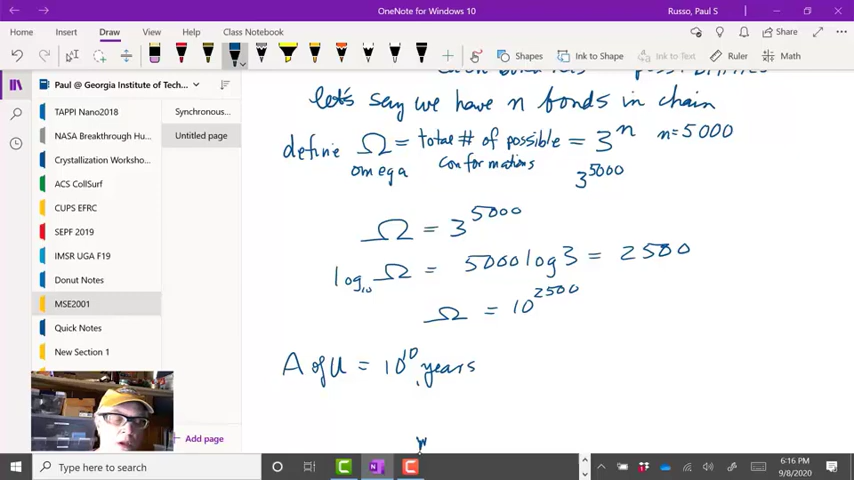 OneNote for Windows 10
Russo, Paul S
Home Insert Draw View Help Class Notebook
Share
Shapes Ink to Shape Ink to Text Ruler Math
Paul @ Georgia Institute of Tech...
TAPPI Nano2018
NASA Breakthrough Hu...
Crystallization Worksho...
ACS CollSurf
CUPS EFRC
SEPF 2019
IMSR UGA F19
Donut Notes
MSE2001
Quick Notes
New Section 1
Synchronous...
Untitled page
Add page
let's say we have n bonds in chain
define Ω = total # of possible = 3^n n=5000
omega conformations 3^5000
Ω = 3^5000
log10 Ω = 5000 log 3 = 2500
Ω = 10^2500
A of U = 10^10 years
Type here to search
6:16 PM
9/8/2020